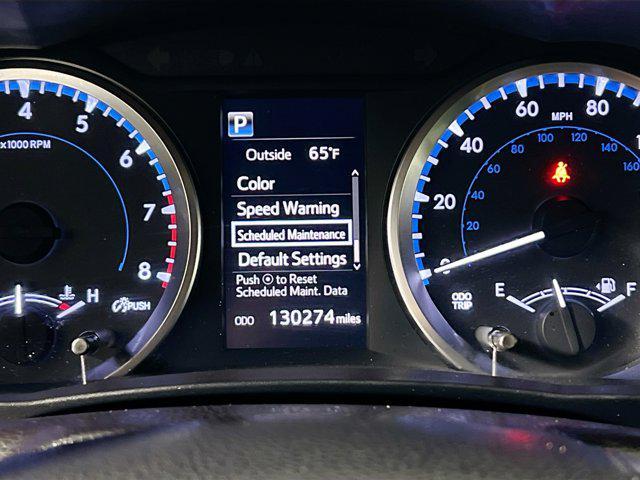 P
Outside 65°F
Color
Speed Warning
Scheduled Maintenance
Default Settings
Push ⊙ to Reset
Scheduled Maint. Data
ODO 130274 miles
4
5
6
7
8
x1000 RPM
H
PUSH
MPH
0
20
40
60
80
20
40
60
80
100
120
140
160
ODO
TRIP
E
F